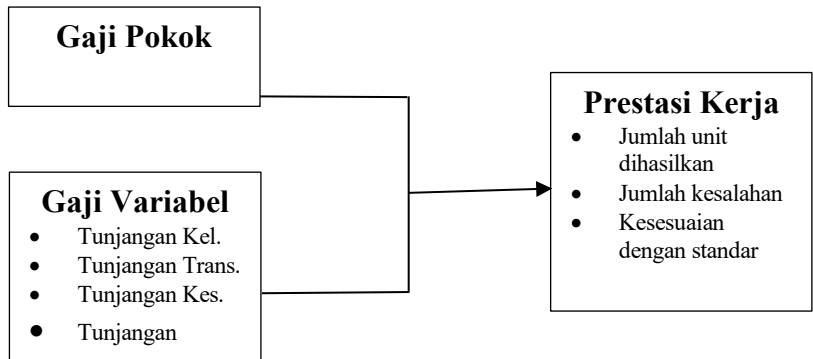 Gaji Pokok
Gaji Variabel
• Tunjangan Kel.
• Tunjangan Trans.
• Tunjangan Kes.
• Tunjangan
Prestasi Kerja
• Jumlah unit
dihasilkan
• Jumlah kesalahan
• Kesesuaian
dengan standar